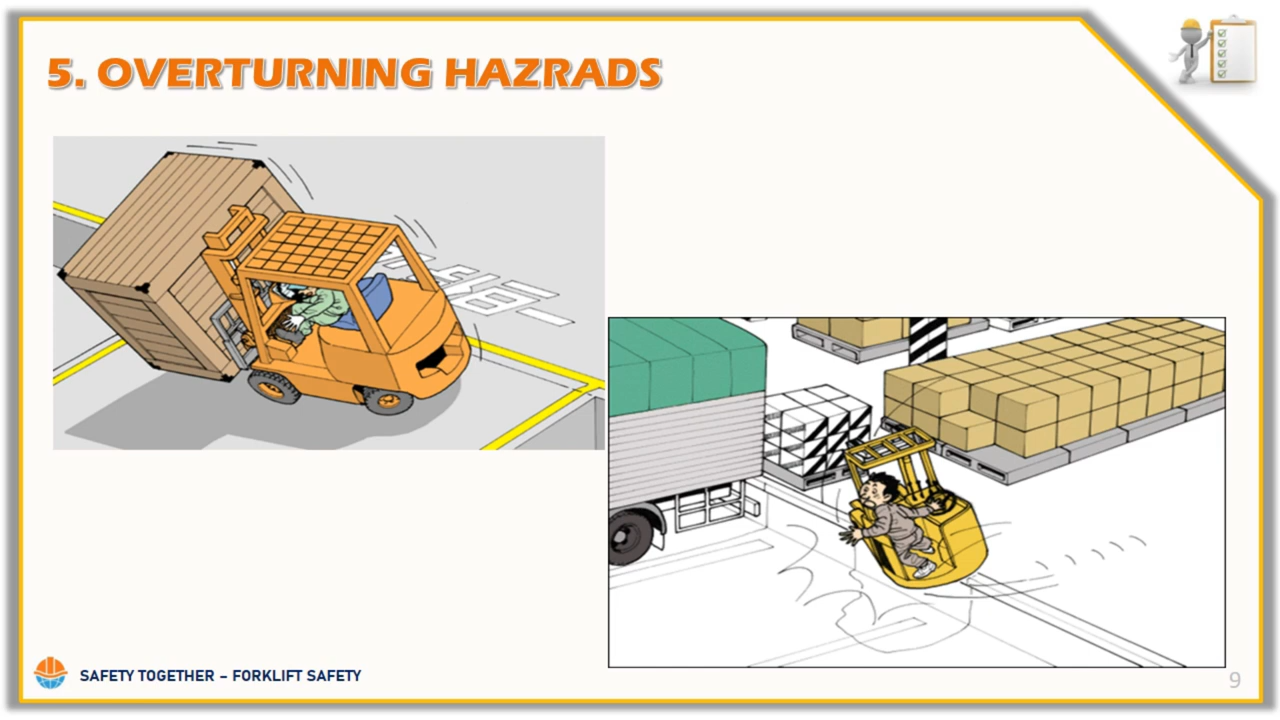 5. OVERTURNING HAZRADS
SAFETY TOGETHER – FORKLIFT SAFETY
9